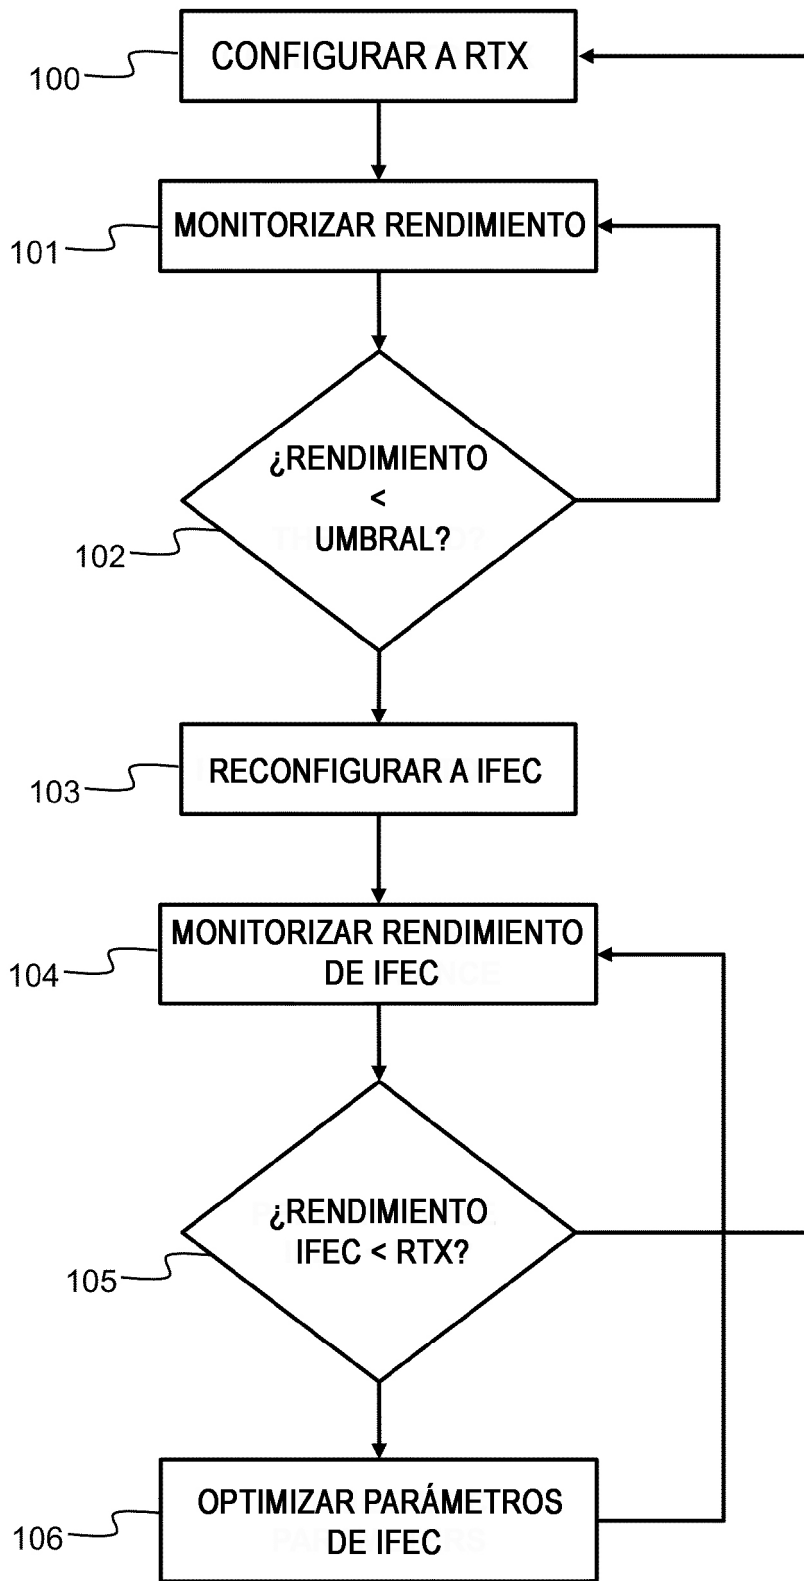 CONFIGURAR A RTX
100
MONITORIZAR RENDIMIENTO
101
¿RENDIMIENTO
<
UMBRAL?
102
RECONFIGURAR A IFEC
103
MONITORIZAR RENDIMIENTO
DE IFEC
104
¿RENDIMIENTO
IFEC < RTX?
105
OPTIMIZAR PARÁMETROS
DE IFEC
106